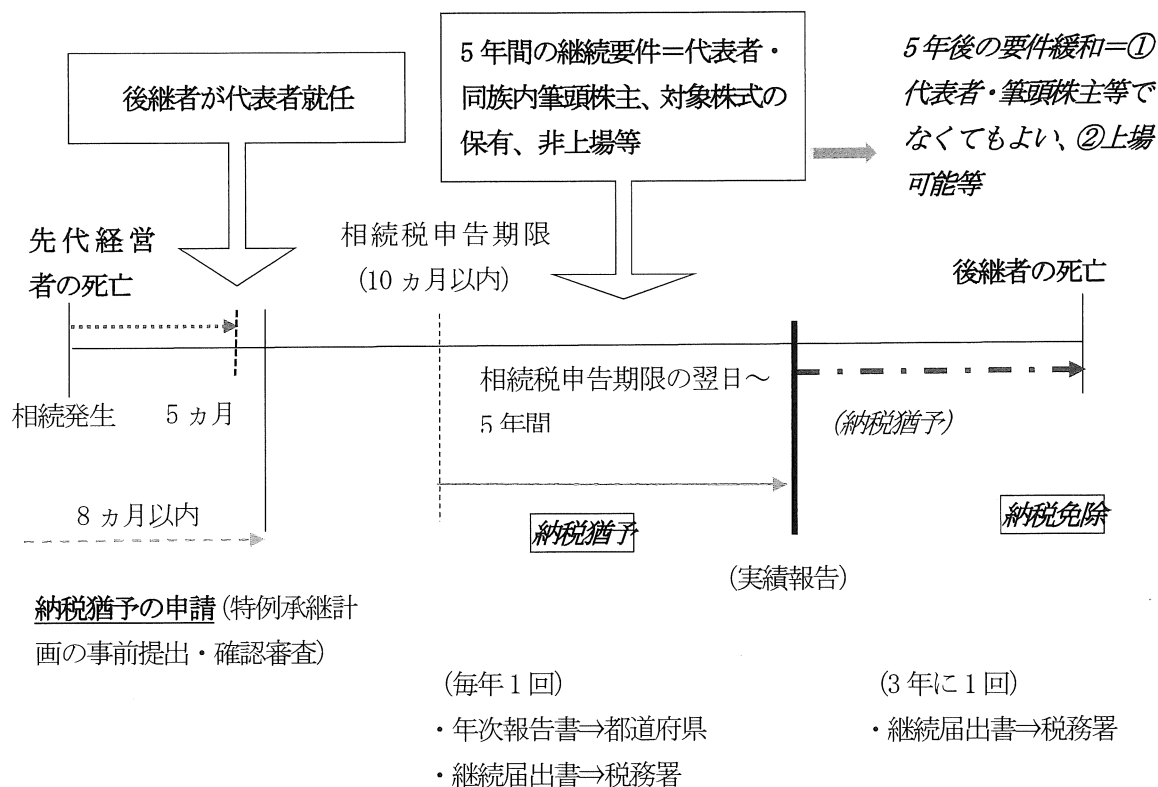 後継者が代表者就任
5年間の継続要件＝代表者・
同族内筆頭株主、対象株式の
保有、非上場等
5年後の要件緩和＝①
代表者・筆頭株主等で
なくてもよい、②上場
可能等
先代経営
者の死亡
相続税申告期限
(10ヵ月以内)
後継者の死亡
相続発生
5ヵ月
相続税申告期限の翌日～
5年間
(納税猶予)
8ヵ月以内
納税猶予
納税免除
(実績報告)
納税猶予の申請(特例承継計
画の事前提出・確認審査)
(毎年1回)
・年次報告書⇒都道府県
・継続届出書⇒税務署
(3年に1回)
・継続届出書⇒税務署